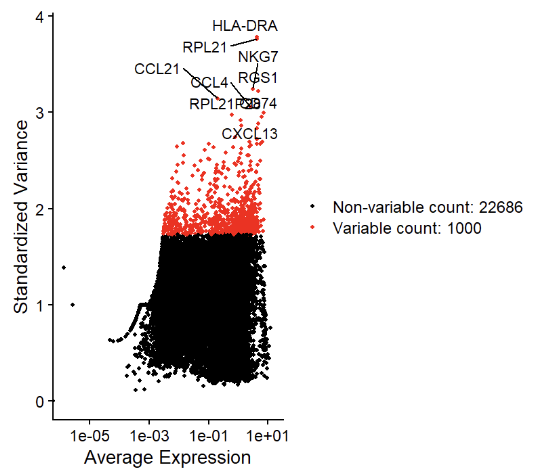 4
3
2
1
0
Standardized Variance
HLA-DRA
RPL21
NKG7
CCL21
RGS1
CCL4
CD74
CXCL13
Non-variable count: 22686
Variable count: 1000
1e-05
1e-03
1e-01
1e+01
Average Expression